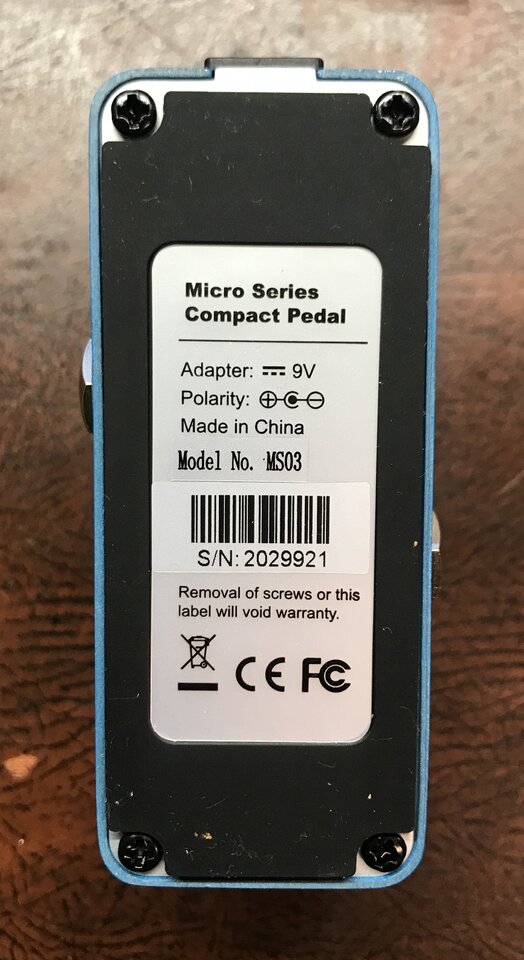 Micro Series
Compact Pedal
Adapter: ⎓ 9V
Polarity: ⊕-⊖
Made in China
Model No. MS03
S/N: 2029921
Removal of screws or this
label will void warranty.
CE FC